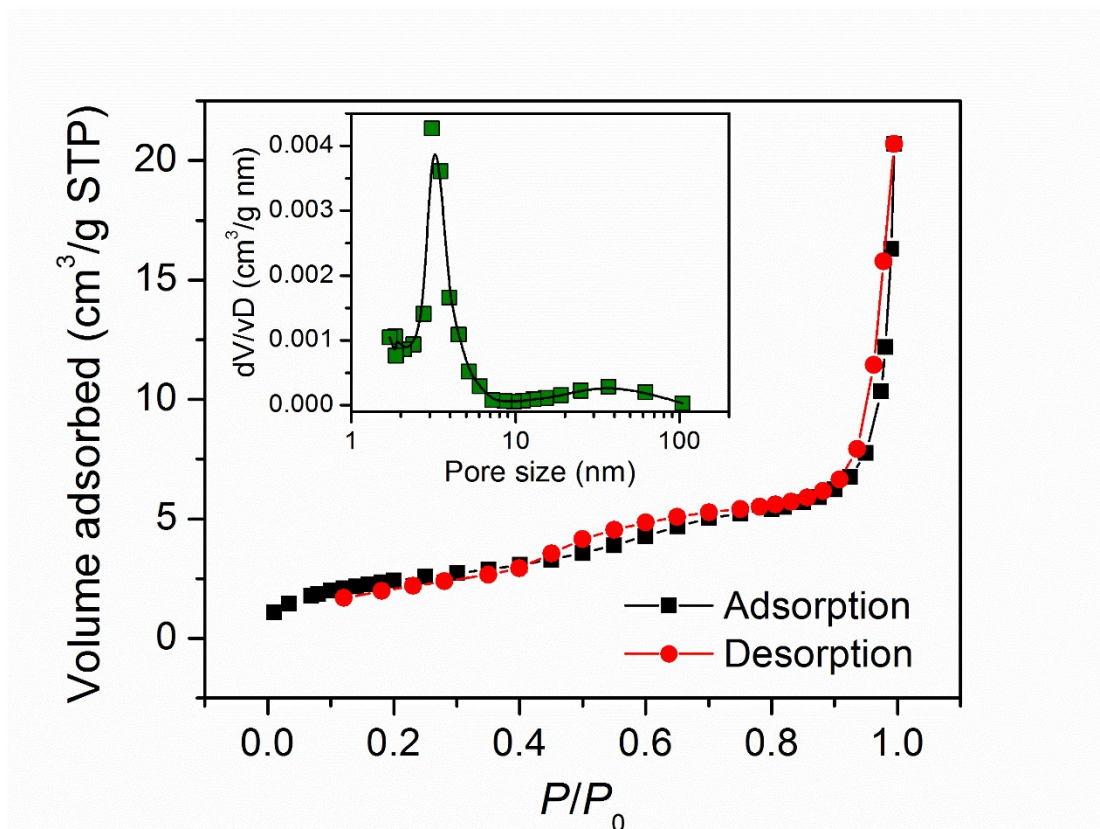 Volume adsorbed (cm³/g STP)
20
15
10
5
0
0.0 0.2 0.4 0.6 0.8 1.0
P/P₀
dV/vD (cm³/g nm)
0.004
0.003
0.002
0.001
0.000
1 10 100
Pore size (nm)
Adsorption
Desorption